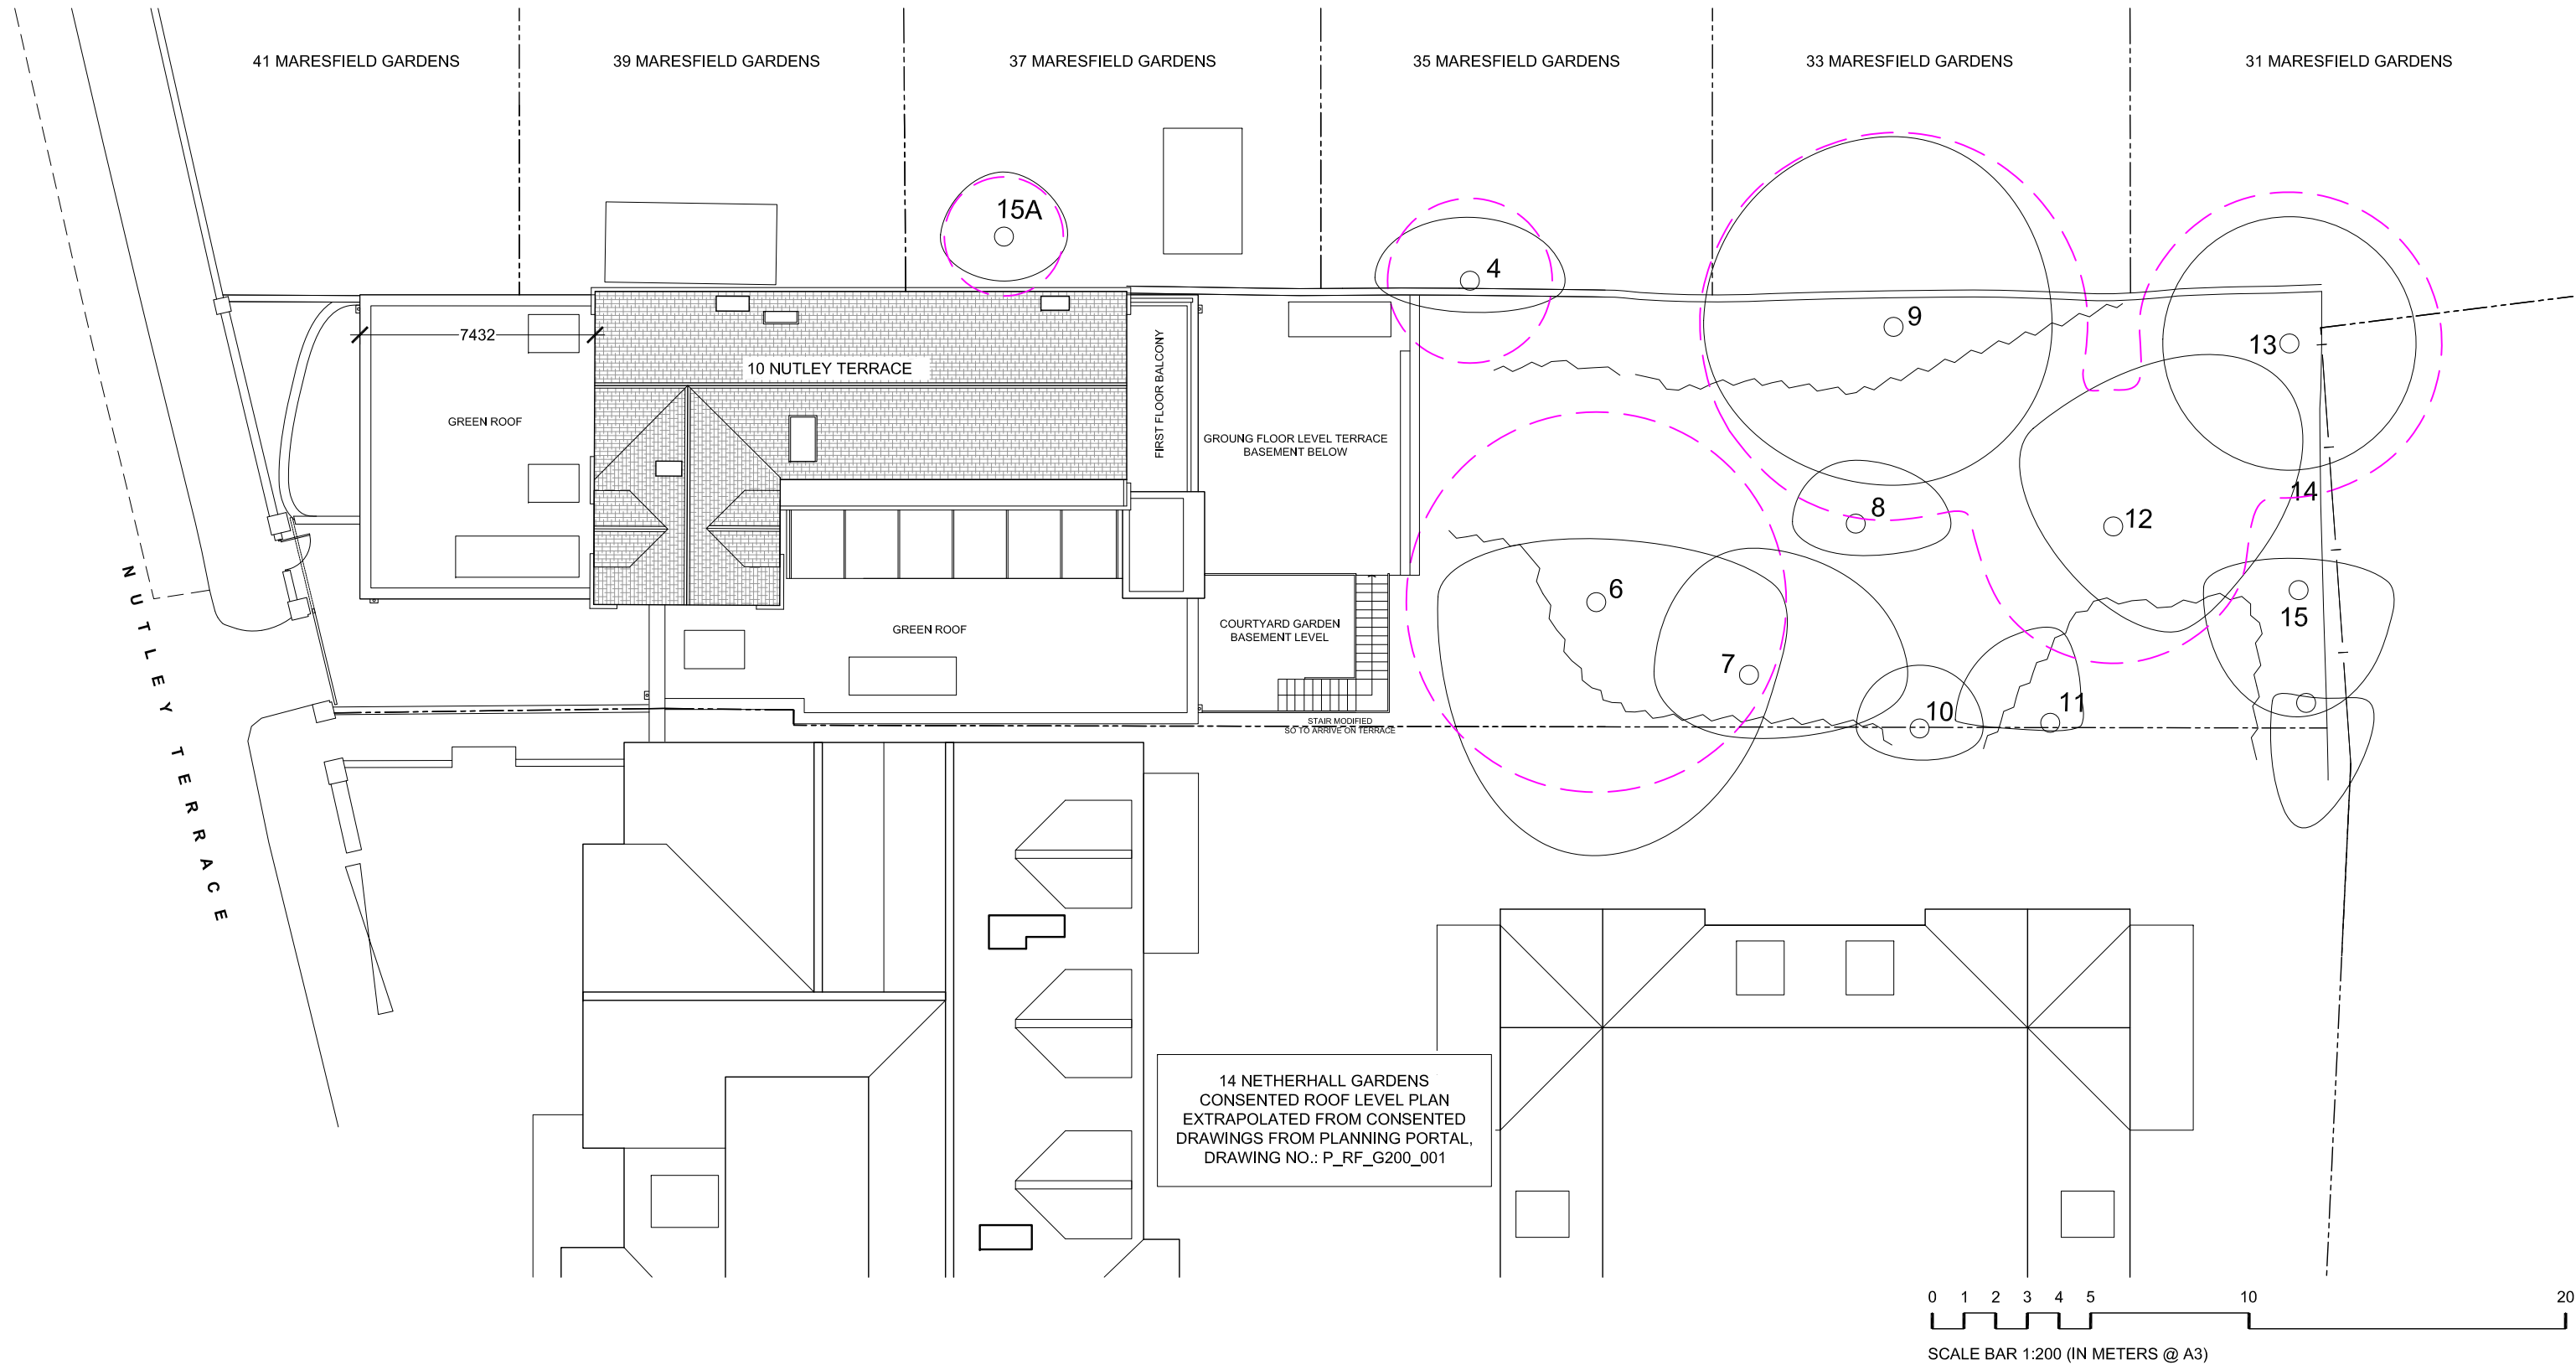 41 MARESFIELD GARDENS
39 MARESFIELD GARDENS
37 MARESFIELD GARDENS
35 MARESFIELD GARDENS
33 MARESFIELD GARDENS
31 MARESFIELD GARDENS
15A
4
9
13
7432
10 NUTLEY TERRACE
FIRST FLOOR BALCONY
GREEN ROOF
GROUNG FLOOR LEVEL TERRACE
BASEMENT BELOW
8
12
14
6
7
15
10
11
NUTLEY TERRACE
GREEN ROOF
COURTYARD GARDEN
BASEMENT LEVEL
STAIR MODIFIED
SO TO ARRIVE ON TERRACE
14 NETHERHALL GARDENS
CONSENTED ROOF LEVEL PLAN
EXTRAPOLATED FROM CONSENTED
DRAWINGS FROM PLANNING PORTAL,
DRAWING NO.: P_RF_G200_001
0 1 2 3 4 5 10 20
SCALE BAR 1:200 (IN METERS @ A3)